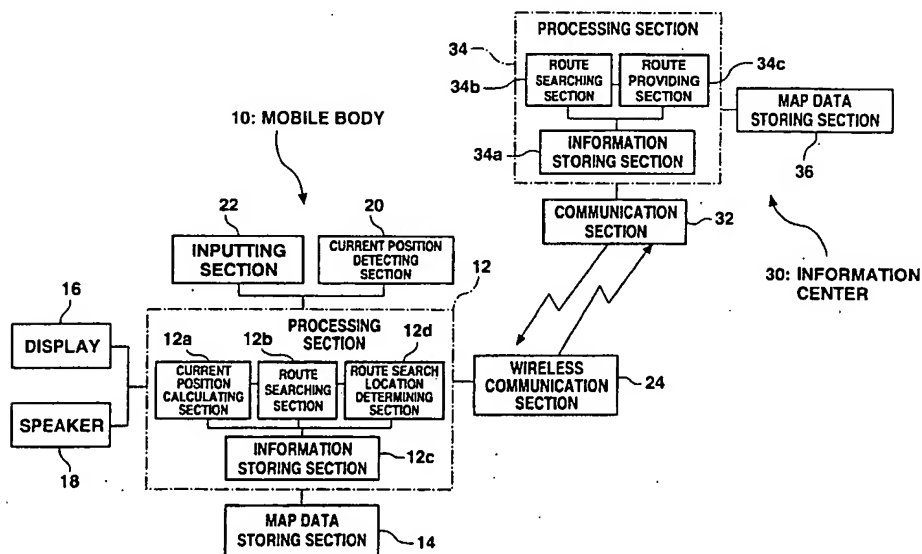 PROCESSING SECTION
34
34b
ROUTE
SEARCHING
SECTION
ROUTE
PROVIDING
SECTION
34c
34a
INFORMATION
STORING SECTION
MAP DATA
STORING SECTION
36
10: MOBILE BODY
COMMUNICATION
SECTION
32
30: INFORMATION
CENTER
22
INPUTTING
SECTION
20
CURRENT POSITION
DETECTING
SECTION
12
16
DISPLAY
SPEAKER
18
PROCESSING
SECTION
12a
CURRENT
POSITION
CALCULATING
SECTION
12b
ROUTE
SEARCHING
SECTION
12d
ROUTE SEARCH
LOCATION
DETERMINING
SECTION
INFORMATION
STORING SECTION
12c
WIRELESS
COMMUNICATION
SECTION
24
MAP DATA
STORING SECTION
14